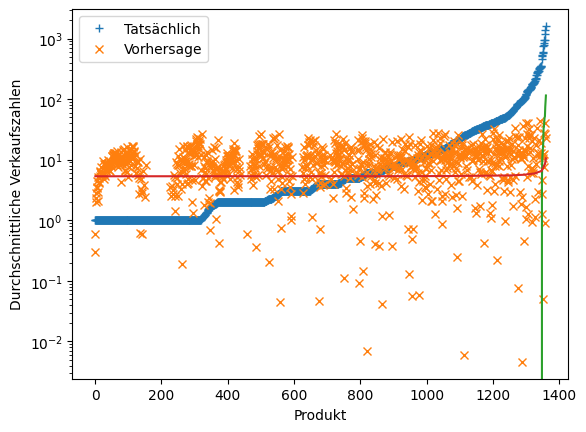 Tatsächlich
Vorhersage
Durchschnittliche Verkaufszahlen
10³
10²
10¹
10⁰
10⁻¹
10⁻²
0 200 400 600 800 1000 1200 1400
Produkt